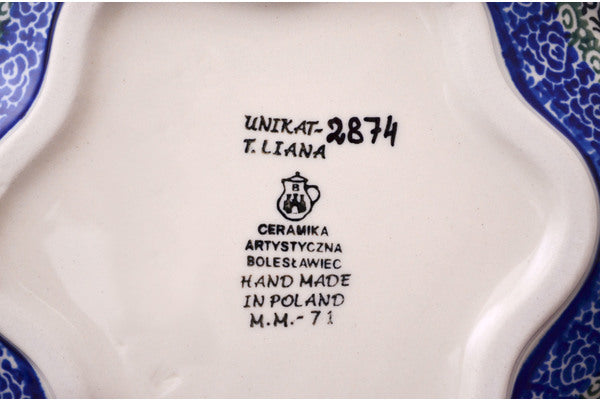 UNIKAT-2874
T. LIANA
B
CERAMIKA
ARTYSTYCZNA
BOLESŁAWIEC
HAND MADE
IN POLAND
M.M.-71